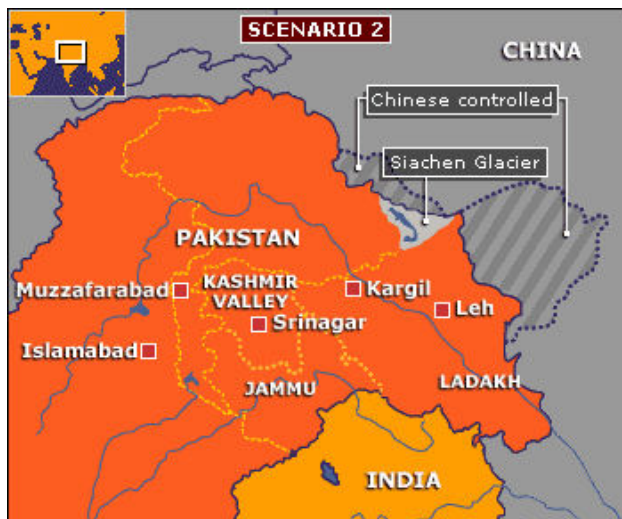 SCENARIO 2
CHINA
Chinese controlled
Siachen Glacier
PAKISTAN
Muzzafarabad
KASHMIR
VALLEY
Kargil
Srinagar
Leh
Islamabad
JAMMU
LADAKH
INDIA